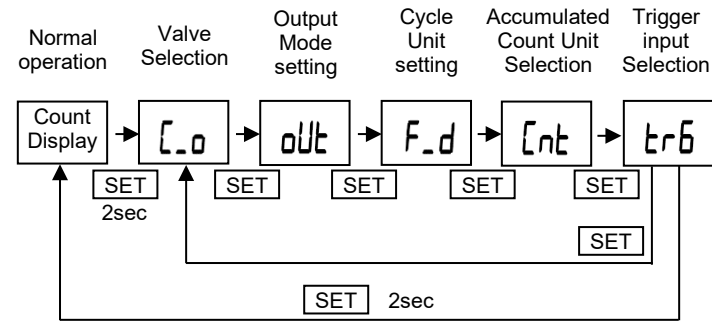 Normal
operation
Valve
Selection
Output
Mode
setting
Cycle
Unit
setting
Accumulated
Count Unit
Selection
Trigger
input
Selection
Count
Display
C_o
oUt
F_d
Cnt
trG
SET
2sec
SET
SET
SET
SET
SET
SET 2sec